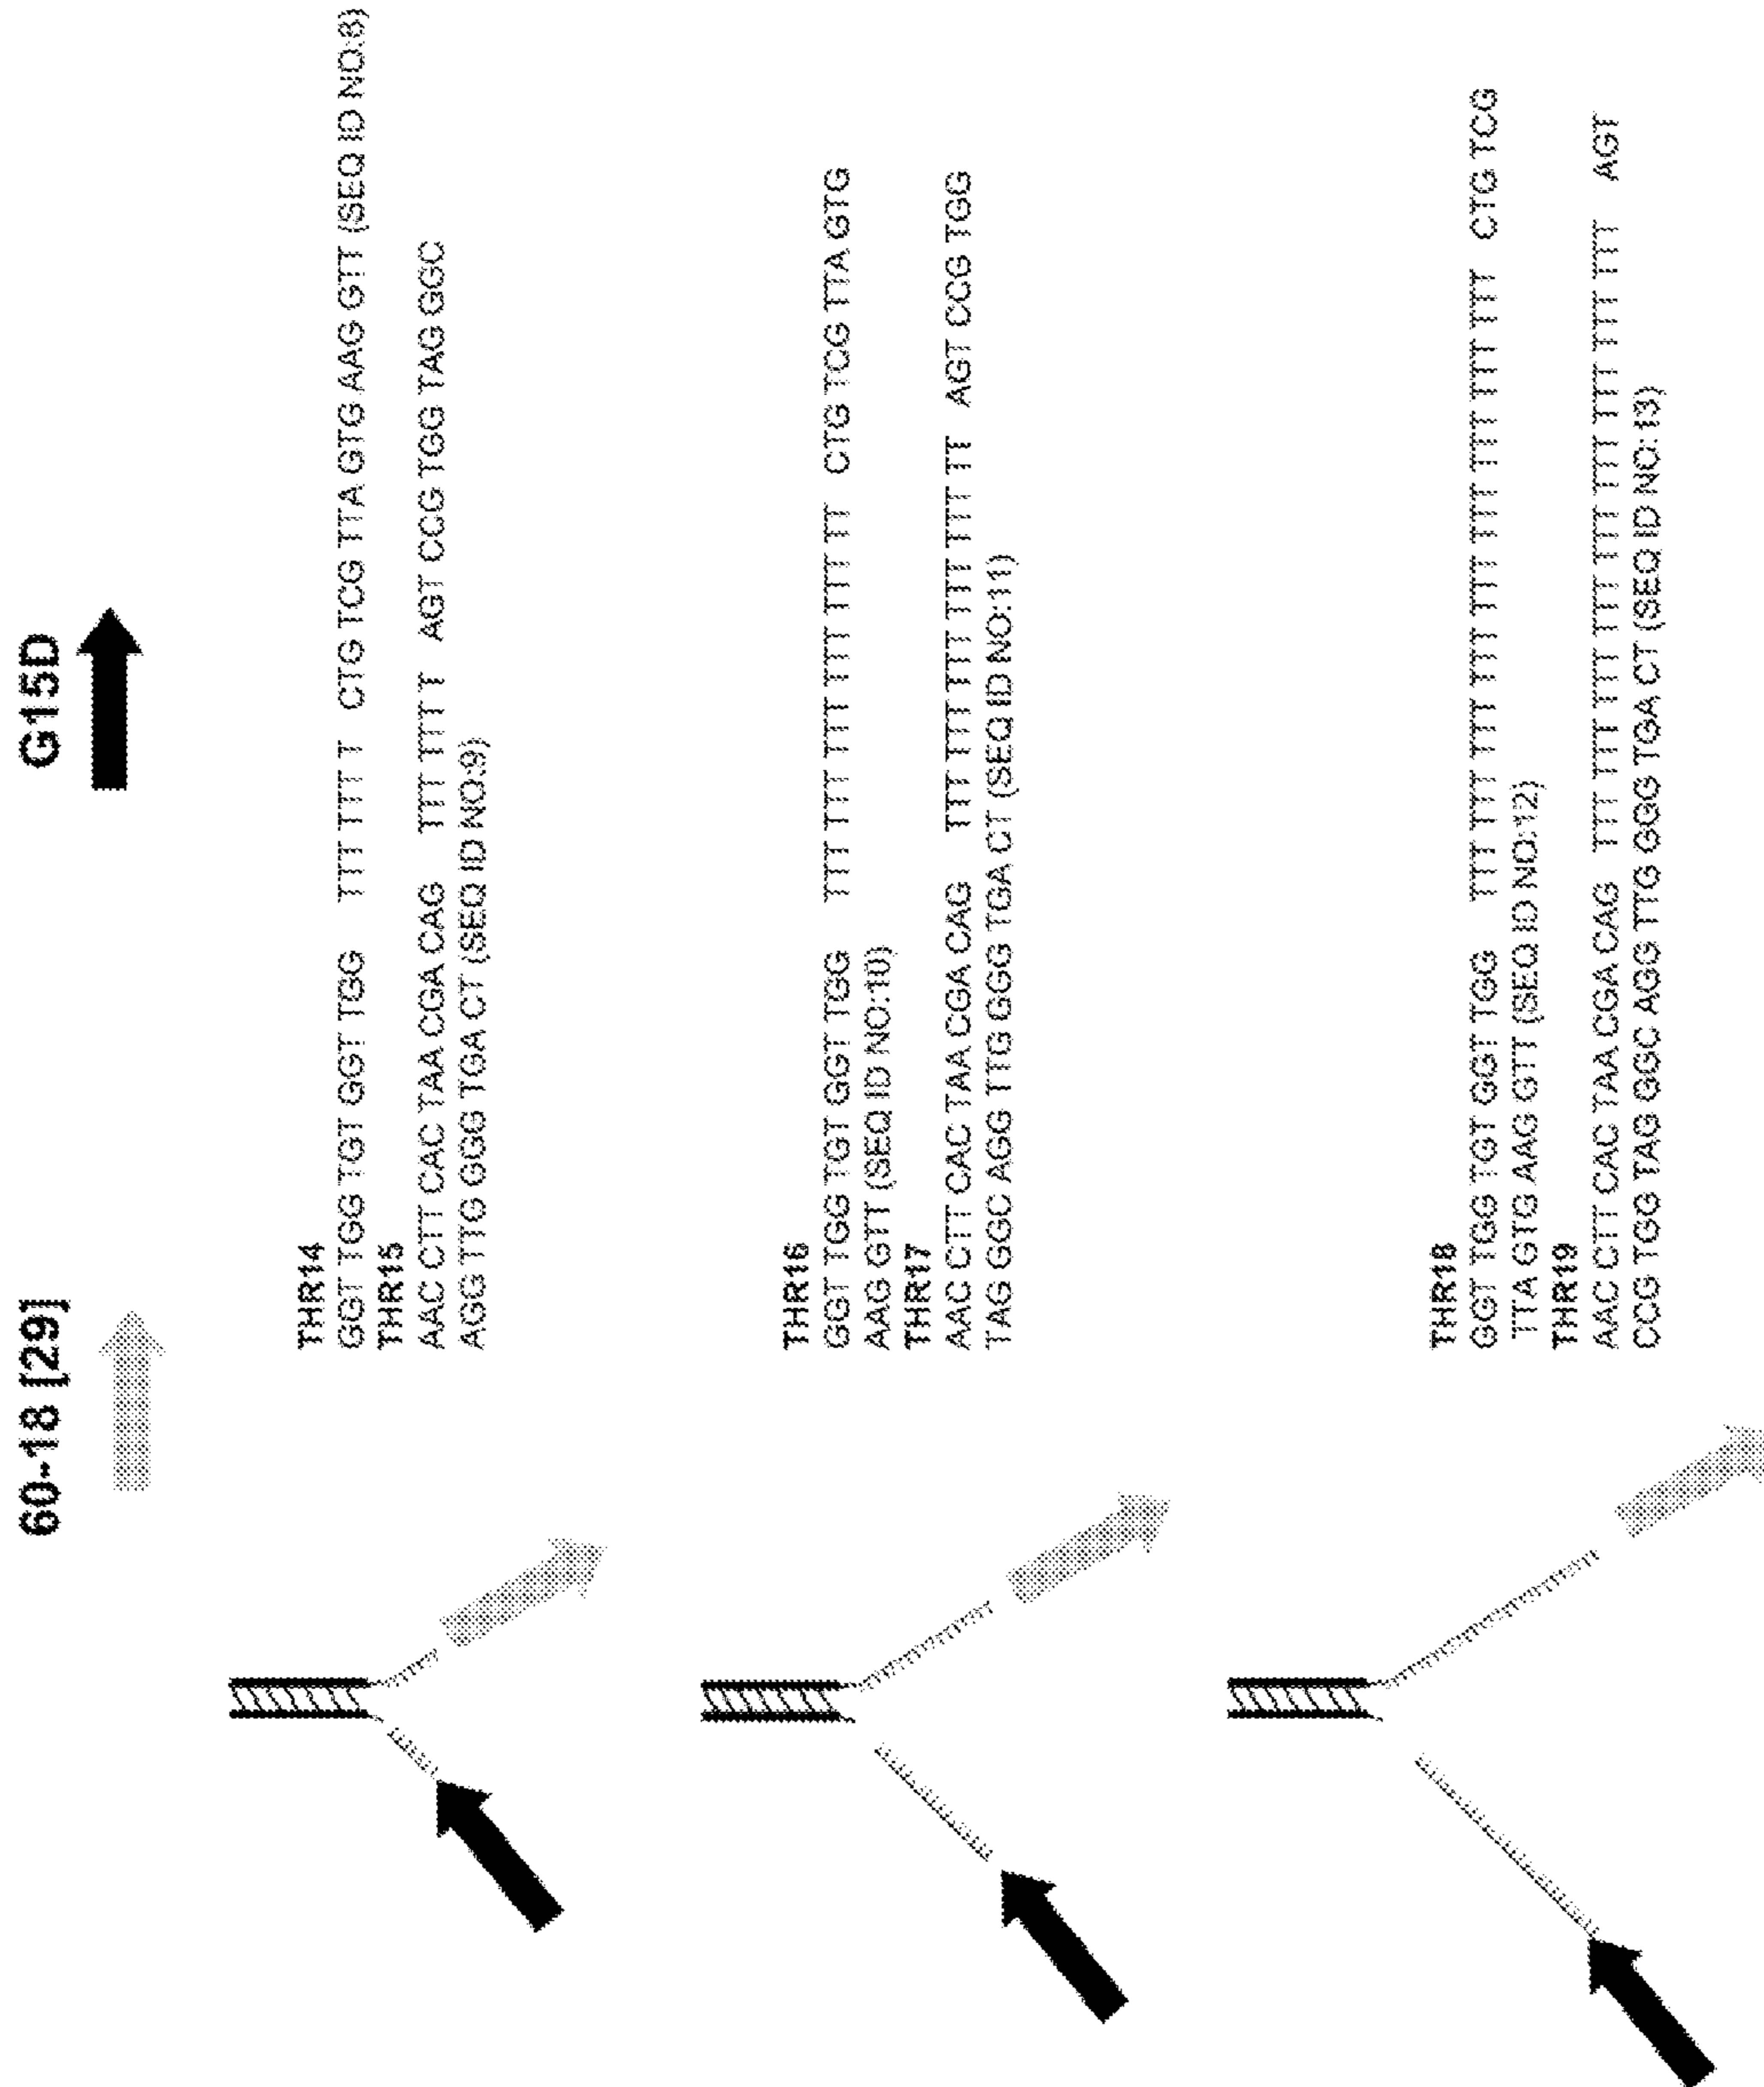 60-18 [29]
G15D
THR14
GGT TGG TGT GGT TGG TTT TTT T CTG TCG TTA GTG AAG GTT (SEQ ID NO:8)
THR15
AAC CTT CAC TAA CGA CAG TTT TTT T AGT CCG TGG TAG GGC
AGG TTG GGG TGA CT (SEQ ID NO:9)
THR16
GGT TGG TGT GGT TGG TTT TTT TTT TTT TTT TT CTG TCG TTA GTG
AAG GTT (SEQ ID NO:10)
THR17
AAC CTT CAC TAA CGA CAG TTT TTT TTT TTT TTT TT AGT CCG TGG
TAG GGC AGG TTG GGG TGA CT (SEQ ID NO:11)
THR18
GGT TGG TGT GGT TGG TTT TTT TTT TTT TTT TTT TTT TTT TTT CTG TCG
TTA GTG AAG GTT (SEQ ID NO:12)
THR19
AAC CTT CAC TAA CGA CAG TTT TTT TTT TTT TTT TTT TTT TTT TTT AGT
CCG TGG TAG GGC AGG TTG GGG TGA CT (SEQ ID NO:13)